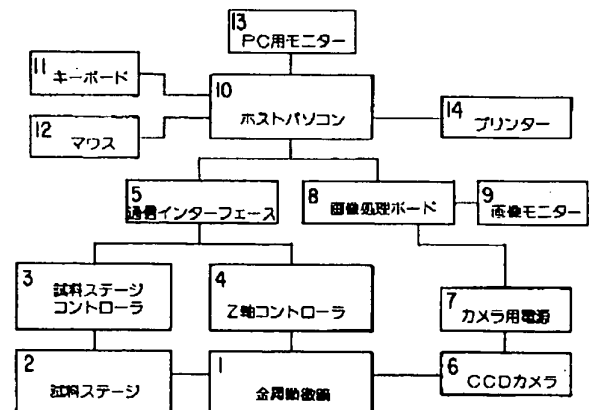 13
PC用モニター
11
キーボード
10
ホストパソコン
12
マウス
14
プリンター
5
通信インターフェース
8
画像処理ボード
9
画像モニター
3
試料ステージ
コントローラ
4
Z軸コントローラ
7
カメラ用電源
2
試料ステージ
1
6
CCDカメラ